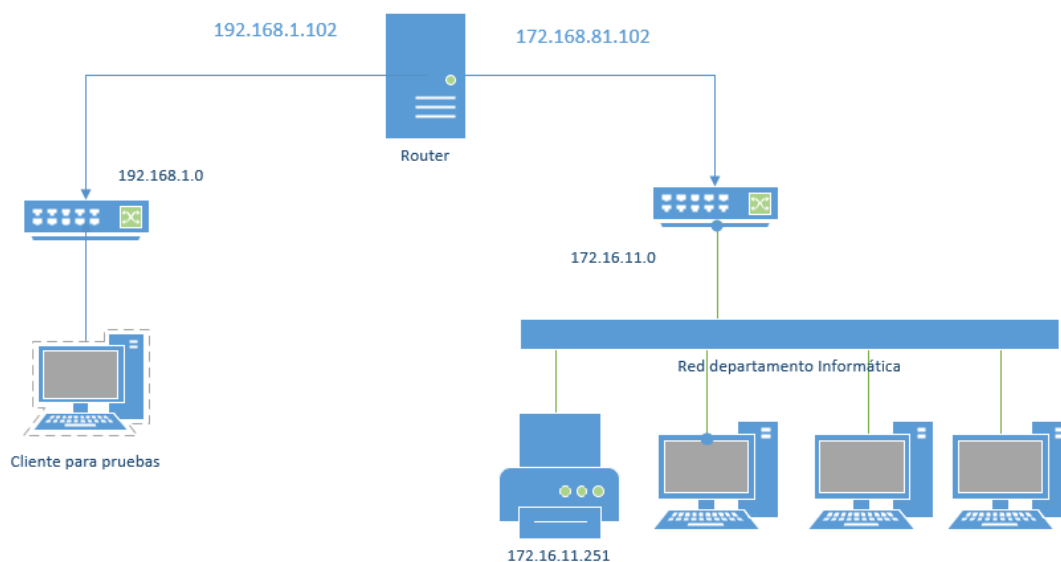 192.168.1.102
172.168.81.102
Router
192.168.1.0
172.16.11.0
Red departamento Informática
Cliente para pruebas
172.16.11.251